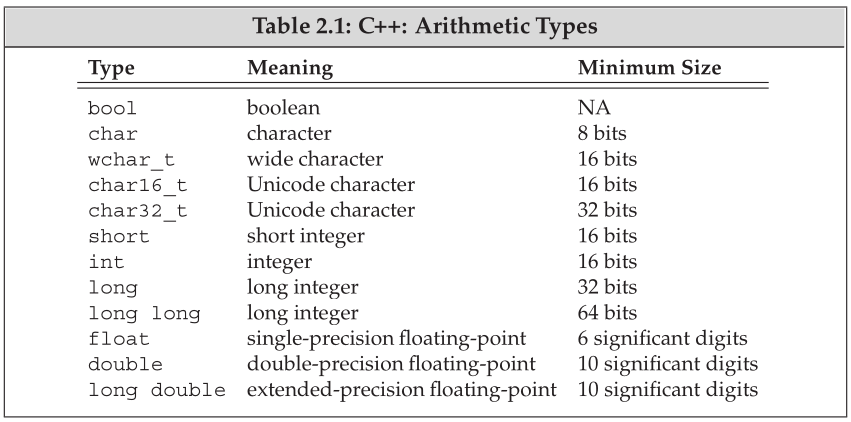 Table 2.1: C++: Arithmetic Types
Type Meaning Minimum Size
bool boolean NA
char character 8 bits
wchar_t wide character 16 bits
char16_t Unicode character 16 bits
char32_t Unicode character 32 bits
short short integer 16 bits
int integer 16 bits
long long integer 32 bits
long long long integer 64 bits
float single-precision floating-point 6 significant digits
double double-precision floating-point 10 significant digits
long double extended-precision floating-point 10 significant digits